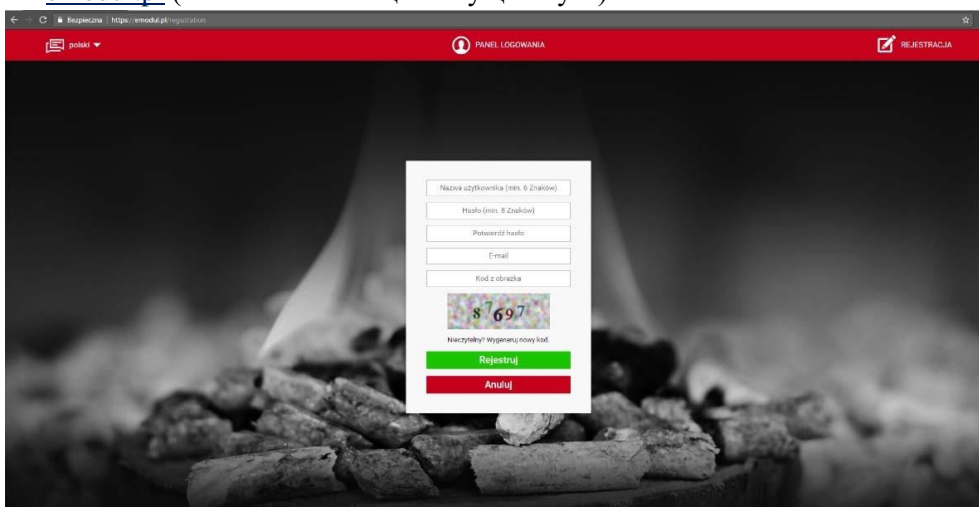 Bezpieczna | https://emodul.pl/registration
polski
PANEL LOGOWANIA
REJESTRACJA
Nazwa użytkownika (min. 6 Znaków)
Hasło (min. 8 Znaków)
Potwierdź hasło
E-mail
Kod z obrazka
87697
Nieczytelny? Wygeneruj nowy kod.
Rejestruj
Anuluj